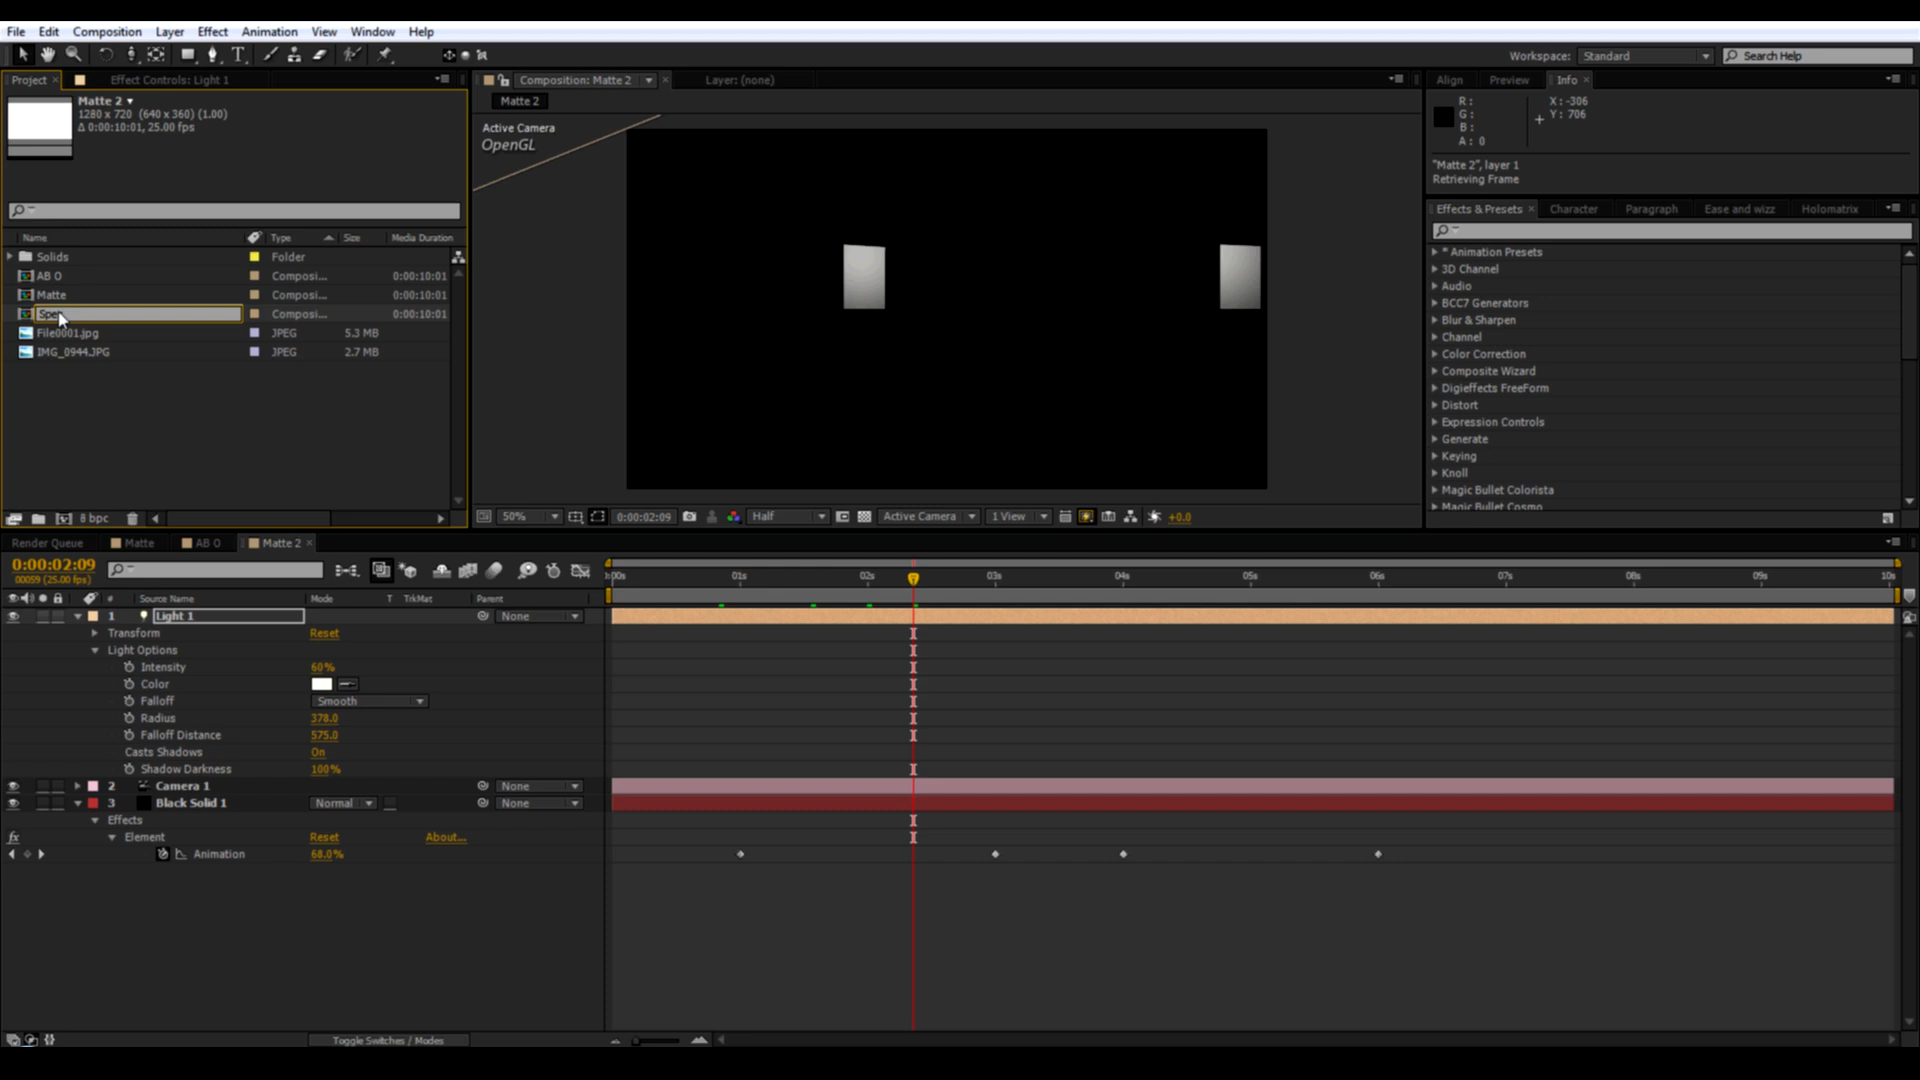 File Edit Composition Layer Effect Animation View Window Help
Workspace: Standard Search Help
Project × Effect Controls: Light 1
Matte 2 ▾
1280 x 720 (640 x 360) (1.00)
Δ 0:00:10:01, 25.00 fps
Name Type Size Media Duration
Solids Folder
AB O Composi... 0:00:10:01
Matte Composi... 0:00:10:01
Composi... 0:00:10:01
File0001.jpg JPEG 5.3 MB
IMG_0944.JPG JPEG 2.7 MB
8 bpc
Composition: Matte 2 × Layer: (none)
Matte 2
Active Camera
OpenGL
50% 0:00:02:09 Half Active Camera 1 View +0.0
Align Preview Info ×
R: X: -306
G: Y: 706
B:
A: 0
"Matte 2", layer 1
Retrieving Frame
Effects & Presets × Character Paragraph Ease and wizz Holomatrix
* Animation Presets
3D Channel
Audio
BCC7 Generators
Blur & Sharpen
Channel
Color Correction
Composite Wizard
Digieffects FreeForm
Distort
Expression Controls
Generate
Keying
Knoll
Magic Bullet Colorista
Magic Bullet Cosmo
Render Queue Matte AB O Matte 2 ×
0:00:02:09
00059 (25.00 fps)
:00s 01s 02s 03s 04s 05s 06s 07s 08s 09s 10s
# Source Name Mode T TrkMat Parent
1 Light 1 None
Transform Reset
Light Options
Intensity 60%
Color
Falloff Smooth
Radius 378.0
Falloff Distance 575.0
Casts Shadows On
Shadow Darkness 100%
2 Camera 1 None
3 Black Solid 1 Normal None
Effects
fx Element Reset About...
Animation 68.0%
Toggle Switches / Modes